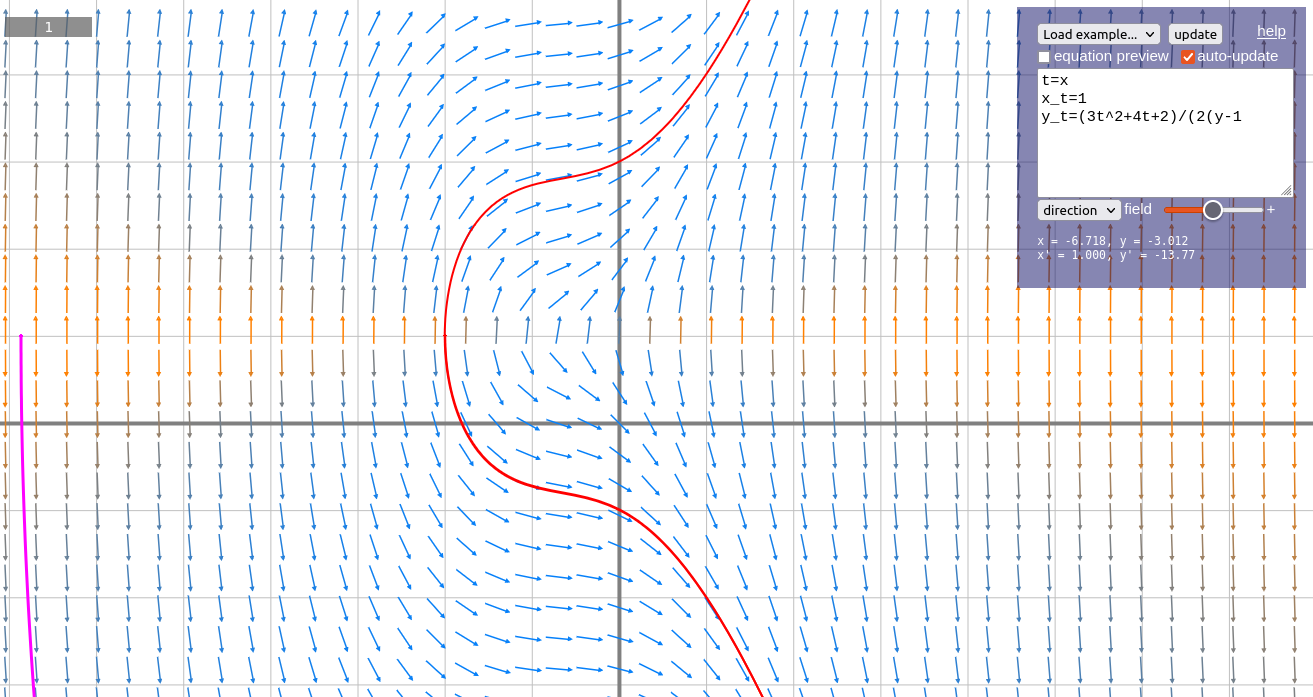 1
Load example...
update
help
equation preview
auto-update
t=x
x_t=1
y_t=(3t^2+4t+2)/(2(y-1
direction
field
+
x = -6.718, y = -3.012
x' = 1.000, y' = -13.77